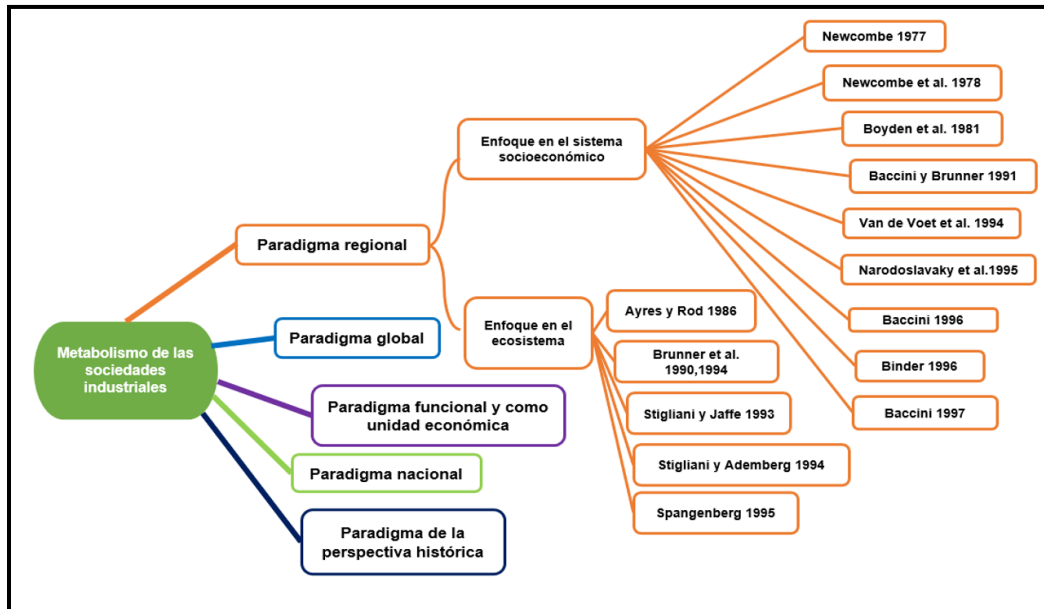 Metabolismo de las
sociedades
industriales
Paradigma regional
Paradigma global
Paradigma funcional y como
unidad económica
Paradigma nacional
Paradigma de la
perspectiva histórica
Enfoque en el sistema
socioeconómico
Newcombe 1977
Newcombe et al. 1978
Boyden et al. 1981
Baccini y Brunner 1991
Van de Voet et al. 1994
Narodoslavaky et al.1995
Baccini 1996
Binder 1996
Baccini 1997
Enfoque en el
ecosistema
Ayres y Rod 1986
Brunner et al.
1990,1994
Stigliani y Jaffe 1993
Stigliani y Ademberg 1994
Spangenberg 1995